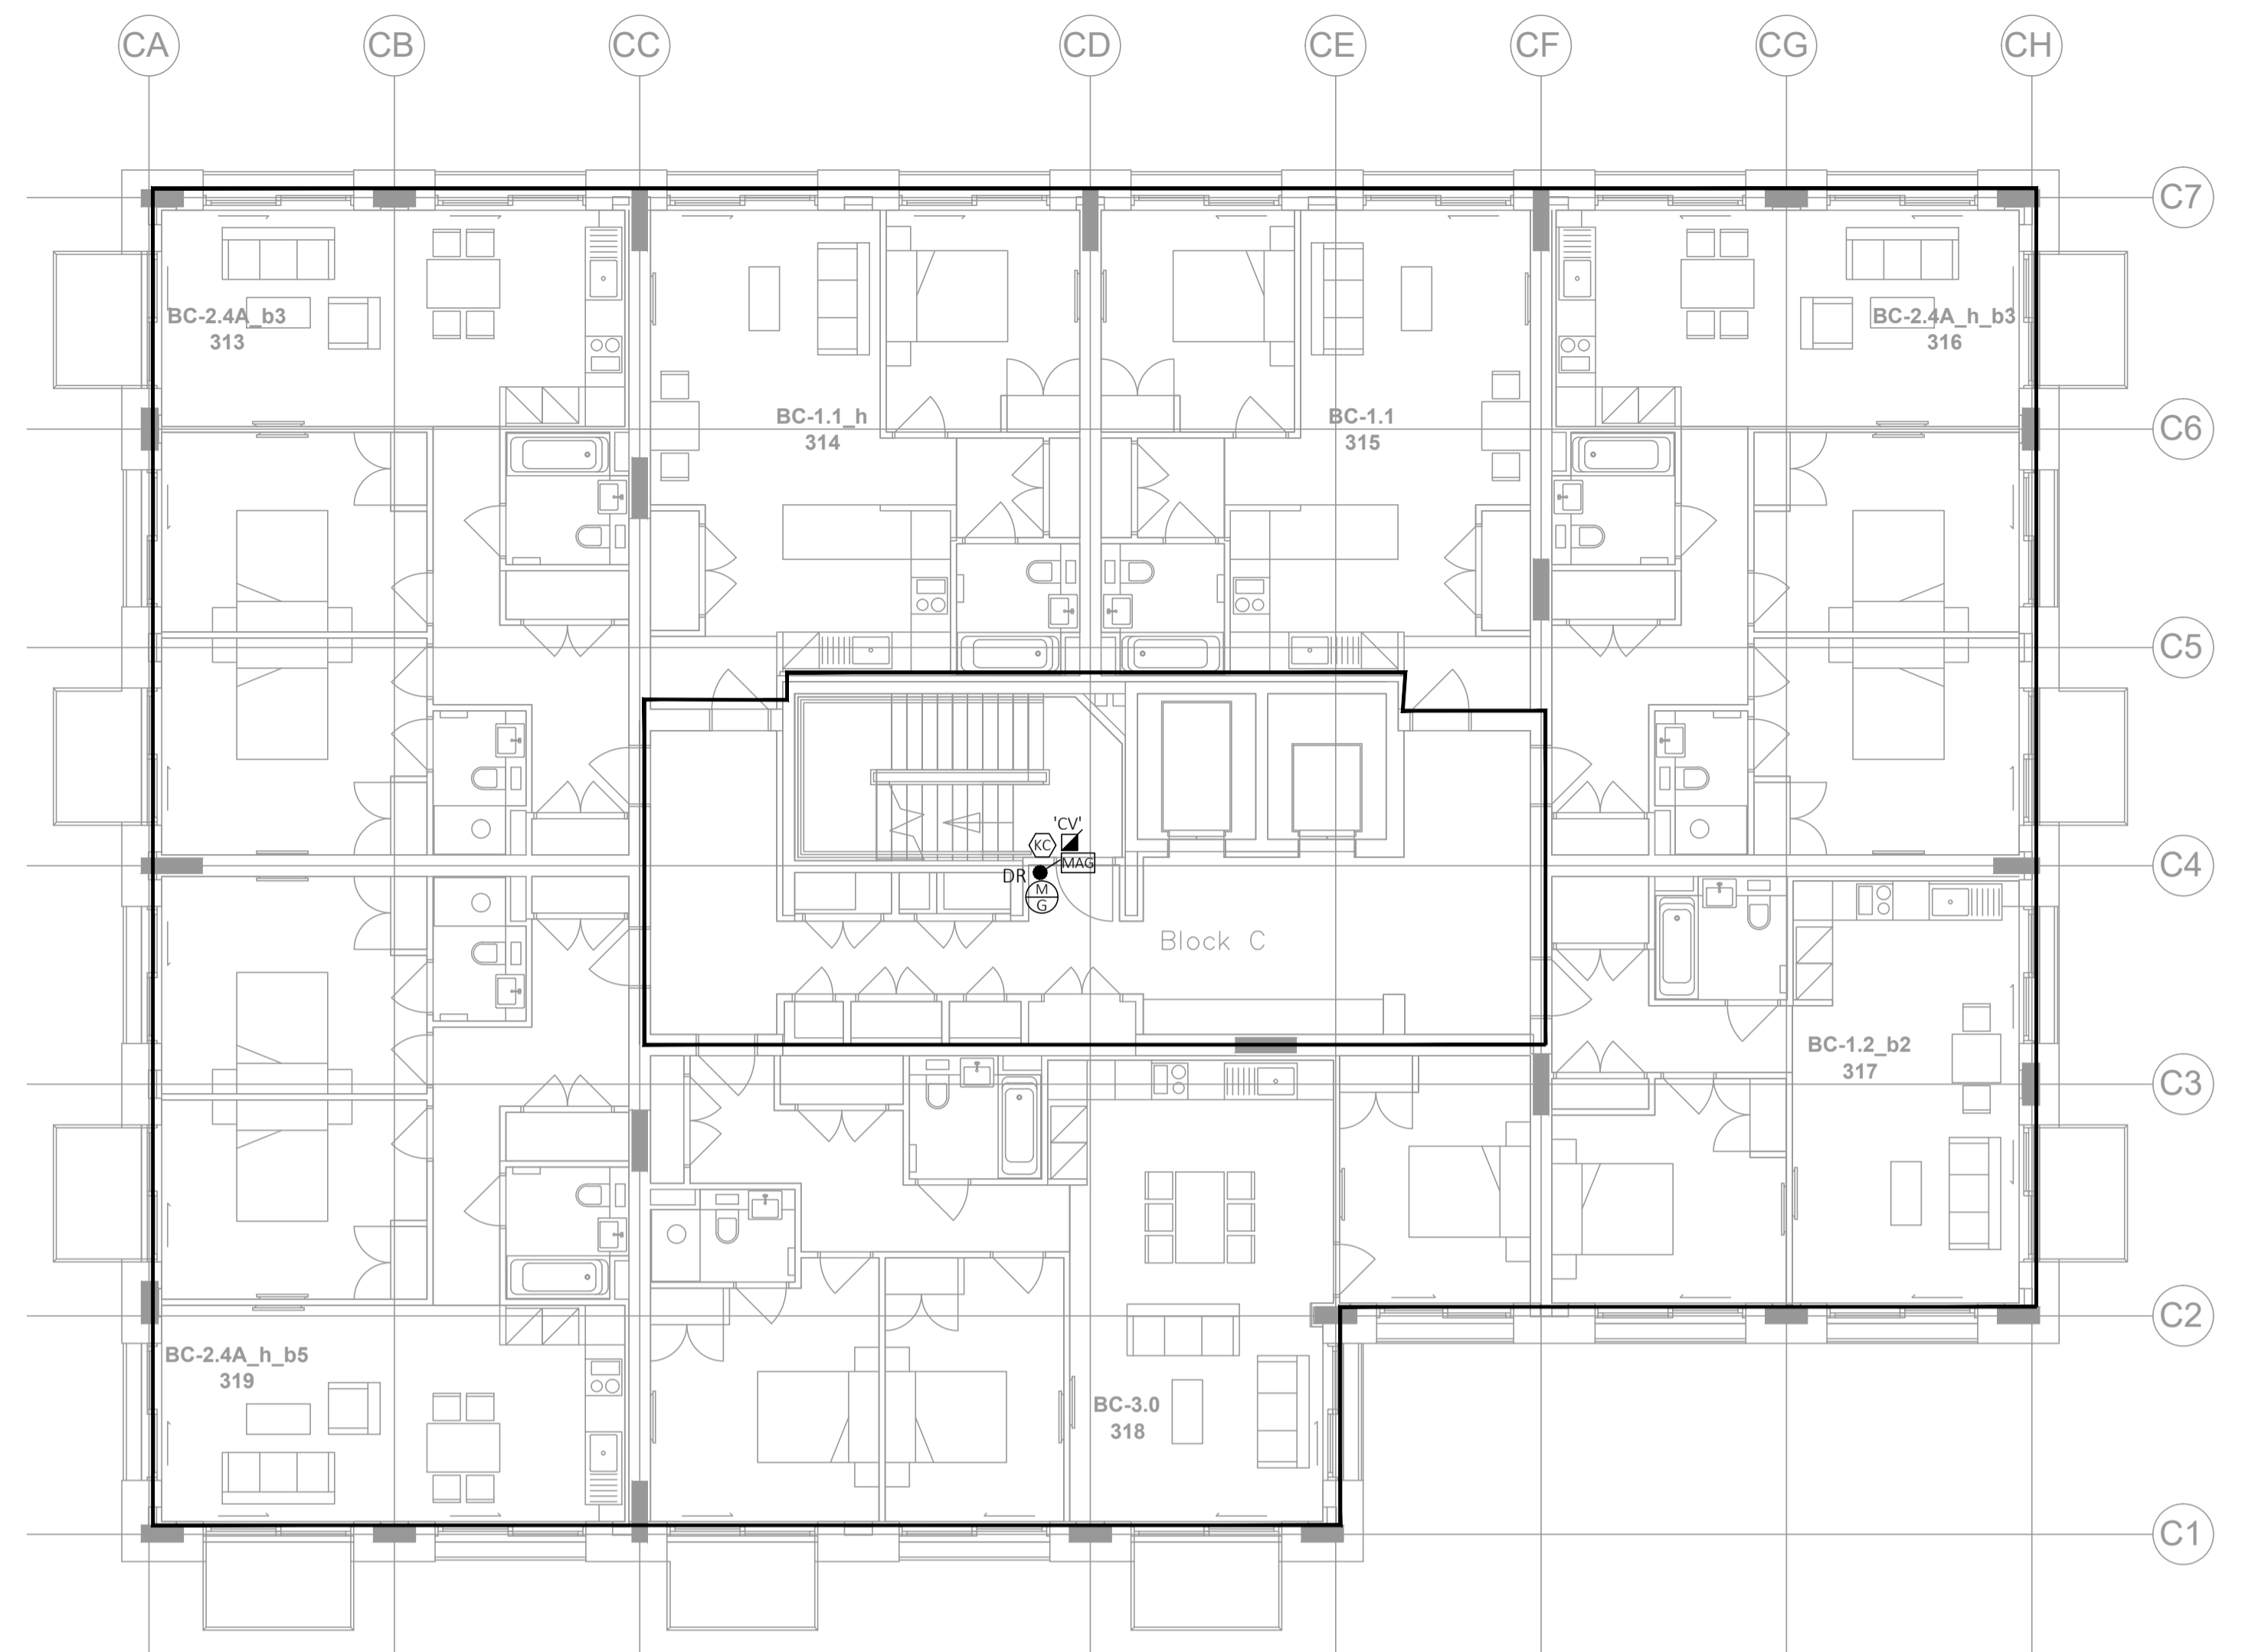 CA CB CC CD CE CF CG CH
C7
BC-2.4A_b3
313
BC-2.4A_h_b3
316
BC-1.1_h
314
BC-1.1
315
C6
C5
'CV'
KC
MAG
C4
DR
M
G
Block C
BC-1.2_b2
317
C3
C2
BC-2.4A_h_b5
319
BC-3.0
318
C1